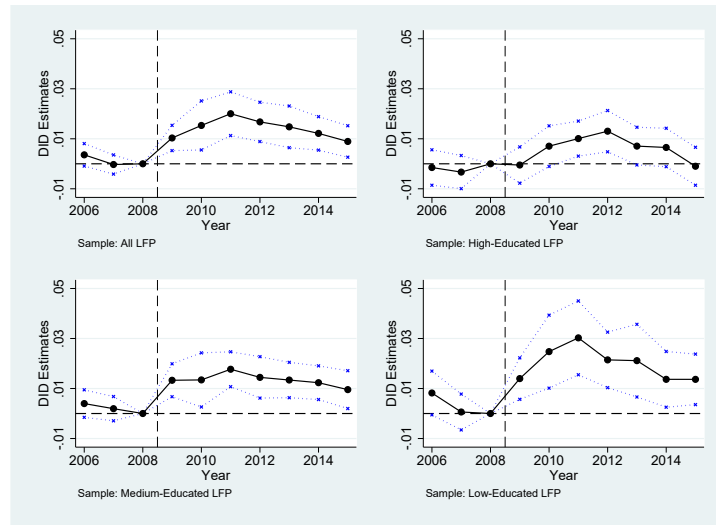 .05
.03
.01
-.01
DID Estimates
2006 2008 2010 2012 2014
Year
Sample: All LFP
.05
.03
.01
-.01
DID Estimates
2006 2008 2010 2012 2014
Year
Sample: High-Educated LFP
.05
.03
.01
-.01
DID Estimates
2006 2008 2010 2012 2014
Year
Sample: Medium-Educated LFP
.05
.03
.01
-.01
DID Estimates
2006 2008 2010 2012 2014
Year
Sample: Low-Educated LFP